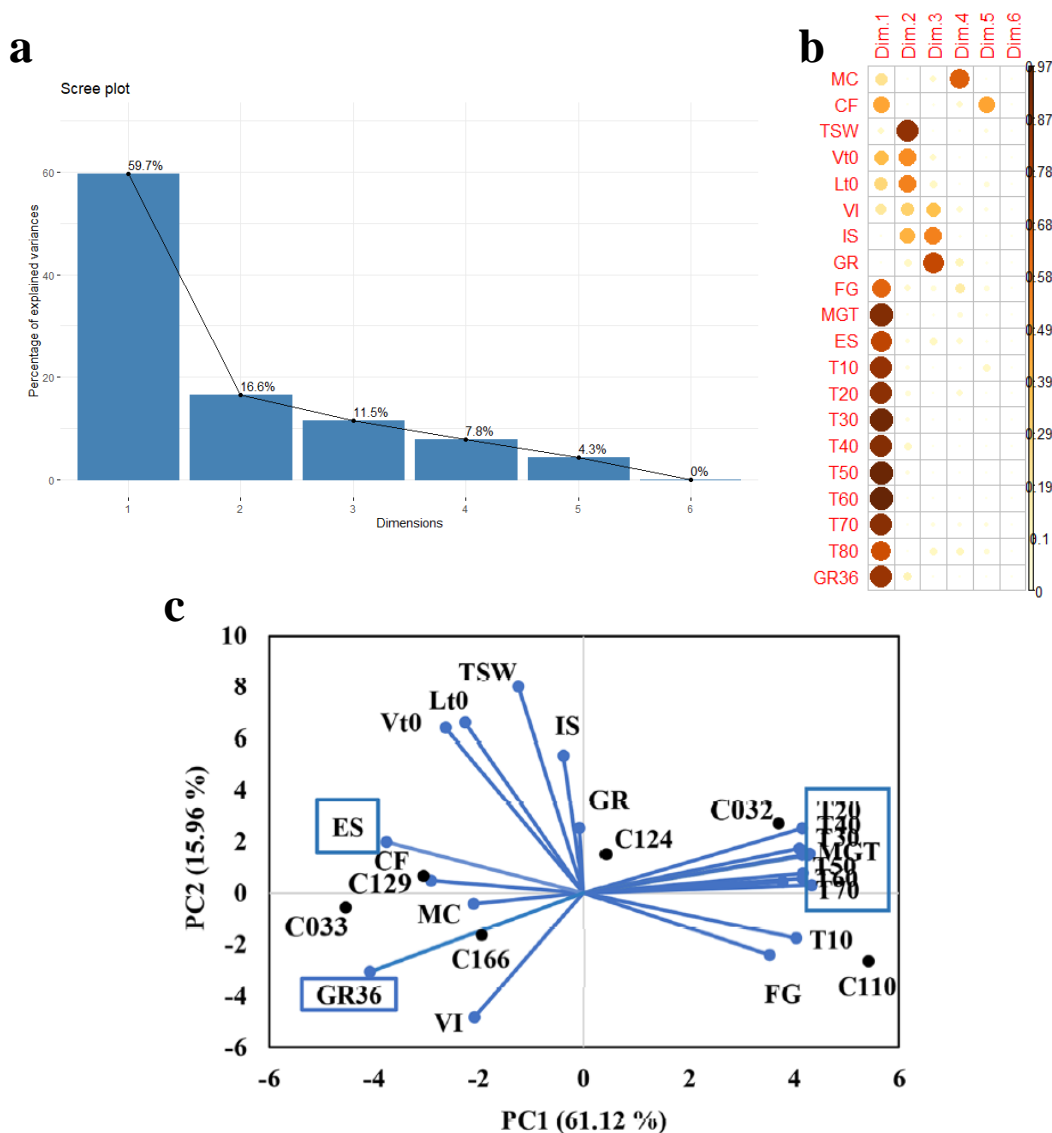 a
Scree plot
Percentage of explained variances
60
40
20
0
59.7%
16.6%
11.5%
7.8%
4.3%
0%
1 2 3 4 5 6
Dimensions
b
Dim.1 Dim.2 Dim.3 Dim.4 Dim.5 Dim.6
MC
CF
TSW
Vt0
Lt0
VI
IS
GR
FG
MGT
ES
T10
T20
T30
T40
T50
T60
T70
T80
GR36
0.97
0.87
0.78
0.68
0.58
0.49
0.39
0.29
0.19
0.1
0
c
PC2 (15.96 %)
10
8
6
4
2
0
-2
-4
-6
TSW
Lt0
Vt0
IS
GR
C032
T20
T40
T30
MGT
T50
T70
ES
C124
CF
C129
MC
C033
C166
T10
C110
GR36
FG
VI
-6 -4 -2 0 2 4 6
PC1 (61.12 %)